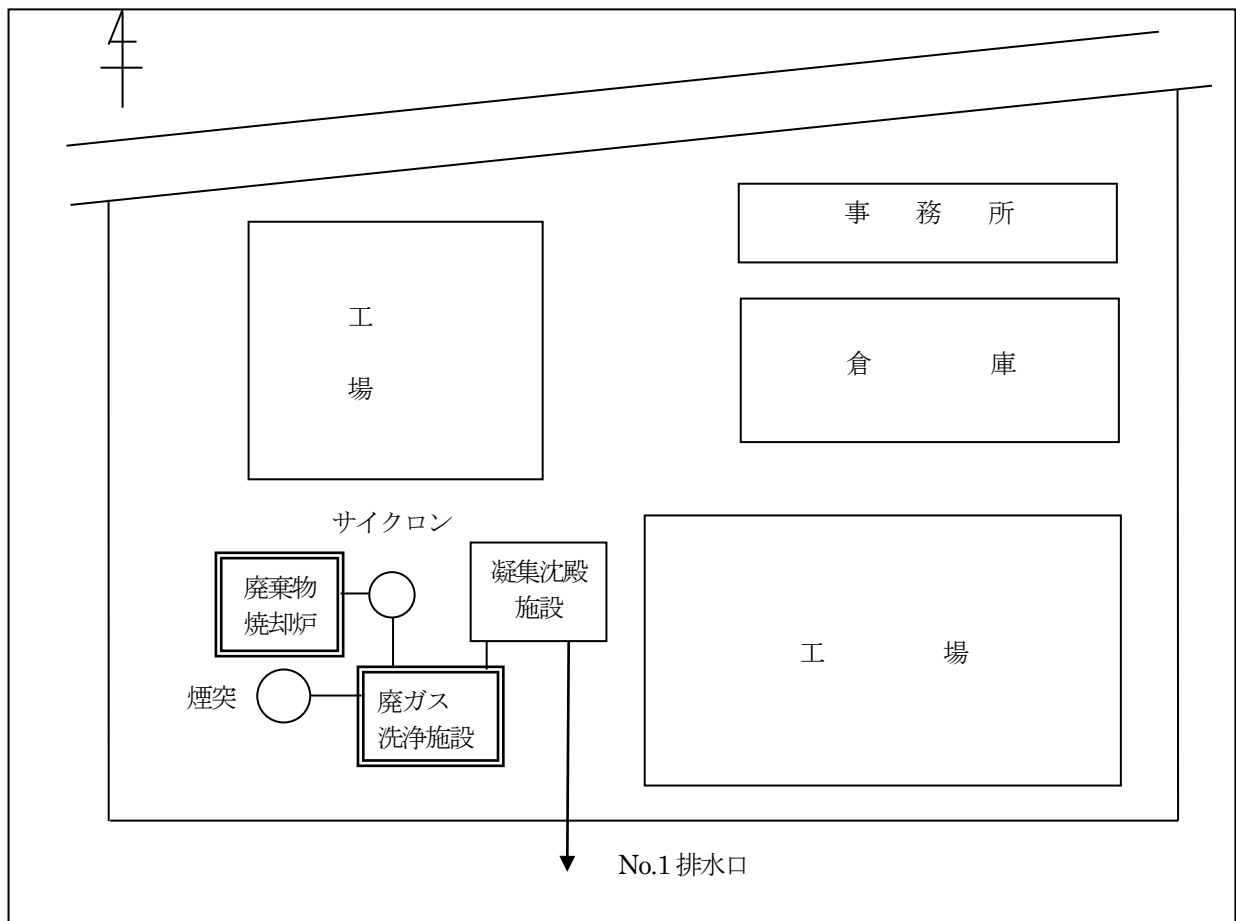 事務所
工
場
倉庫
サイクロン
廃棄物
焼却炉
凝集沈殿
施設
工場
煙突
廃ガス
洗浄施設
No.1 排水口